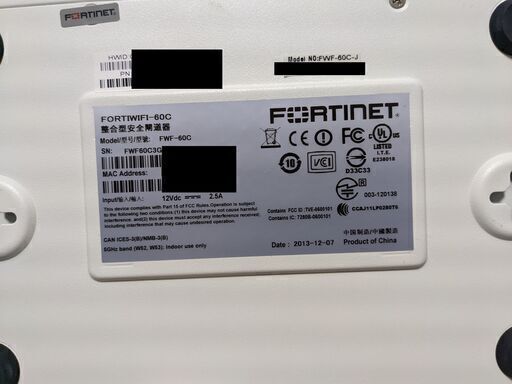 FORTINET
HWID
Model NO:FWF-60C-J
PN
FORTIWIFI-60C
整合型安全閘道器
Model/型号/型號: FWF-60C
SN: FWF60C3G
MAC Address:
Input/输入/輸入: 12Vdc 2.5A
This device complies with Part 15 of FCC Rules.Operation is subject to
the following two conditions: (1) this device may not cause harmful
interference, and (2) this device must accept any interference received,
including interference that may cause undesired operation.
CAN ICES-3(B)/NMB-3(B)
5GHz band (W52, W53): Indoor use only
FORTINET
UL
LISTED
I.T.E.
E238018
10
VCI
D33C33
003-120138
Contains FCC ID :TVE-0600101
Contains IC: 7280B-0600101
CCAJ11LP0280T6
中国制造/中國製造
Date : 2013-12-07 Product of China